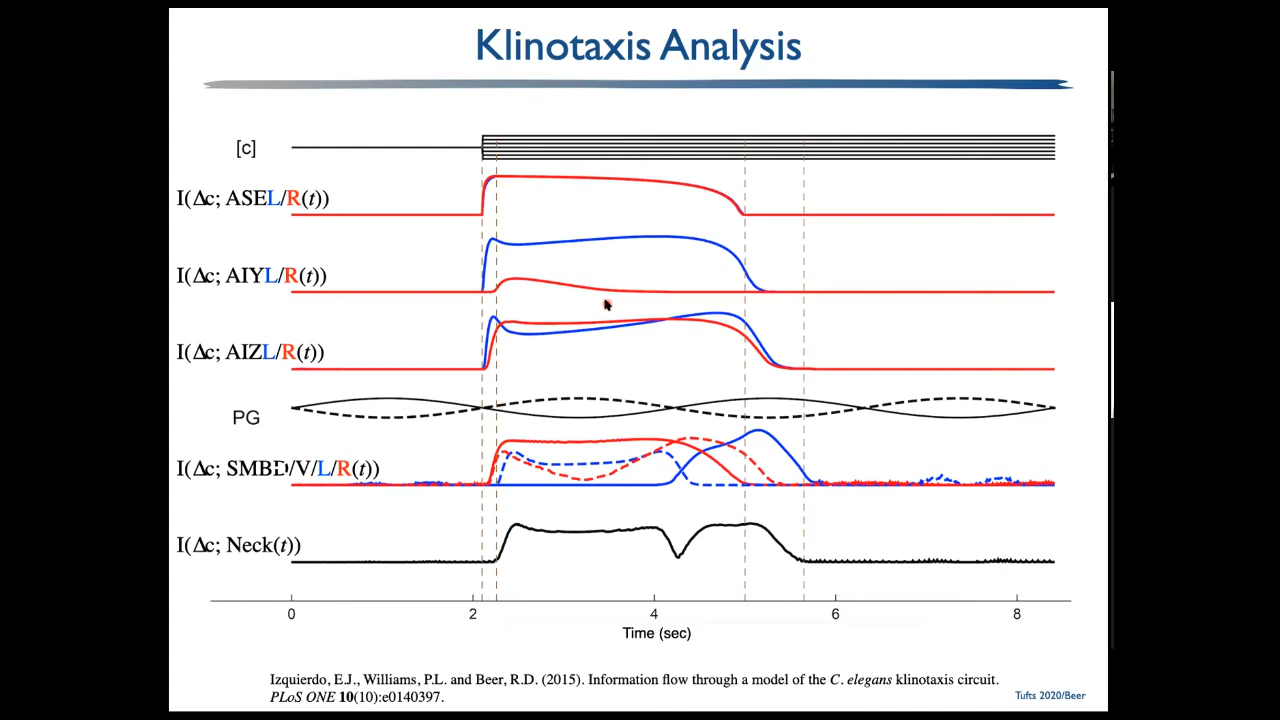 Klinotaxis Analysis
[c]
I(Δc; ASEL/R(t))
I(Δc; AIYL/R(t))
I(Δc; AIZL/R(t))
PG
I(Δc; SMBD/V/L/R(t))
I(Δc; Neck(t))
0 2 4 6 8
Time (sec)
Izquierdo, E.J., Williams, P.L. and Beer, R.D. (2015). Information flow through a model of the C. elegans klinotaxis circuit.
PLoS ONE 10(10):e0140397.
Tufts 2020/Beer